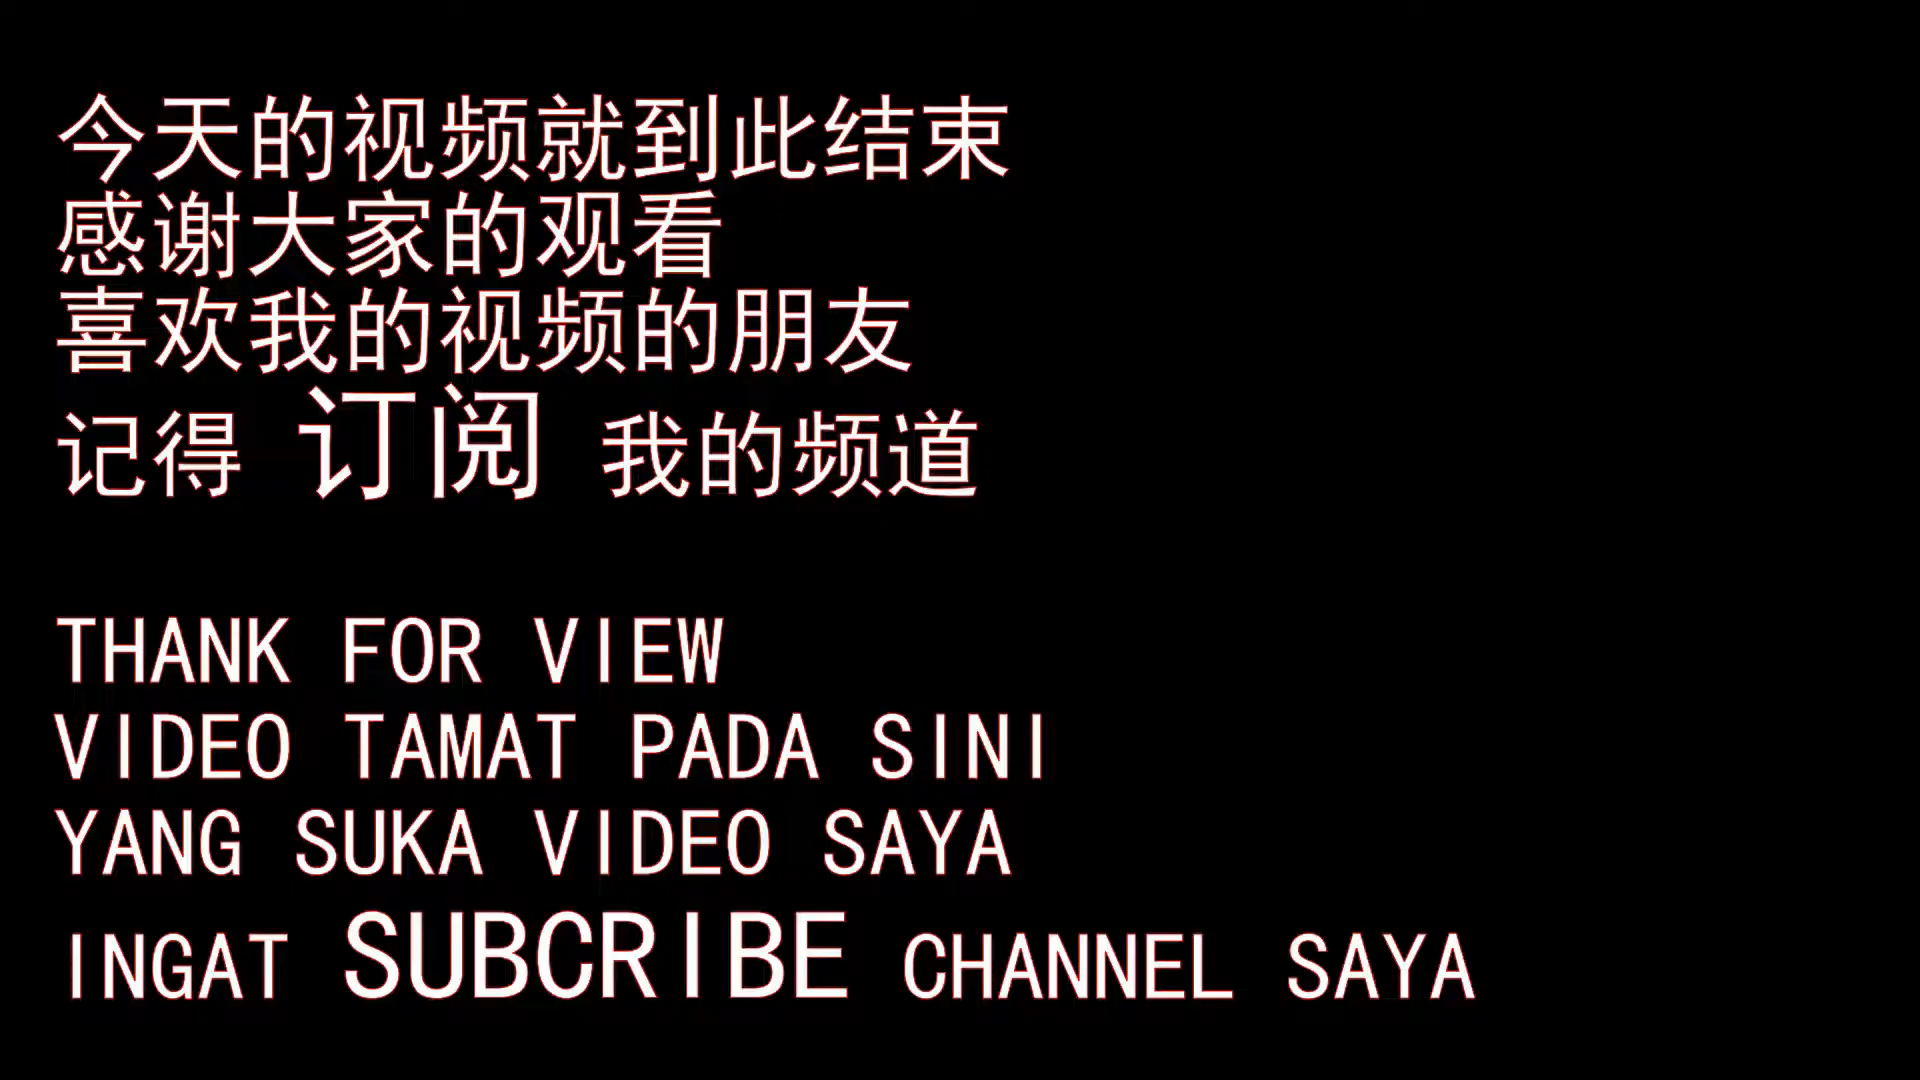 今天的视频就到此结束
感谢大家的观看
喜欢我的视频的朋友
记得 订阅 我的频道
THANK FOR VIEW
VIDEO TAMAT PADA SINI
YANG SUKA VIDEO SAYA
INGAT SUBCRIBE CHANNEL SAYA